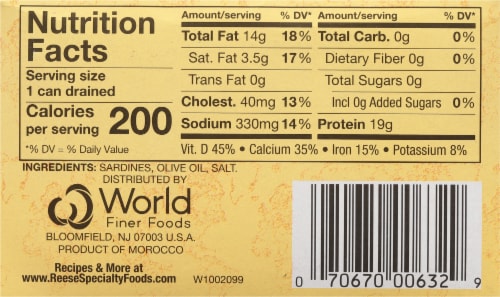 Nutrition
Facts
Serving size
1 can drained
Calories
per serving 200
*% DV = % Daily Value
Amount/serving % DV*
Total Fat 14g 18%
Sat. Fat 3.5g 17%
Trans Fat 0g
Cholest. 40mg 13%
Sodium 330mg 14%
Amount/serving % DV*
Total Carb. 0g 0%
Dietary Fiber 0g 0%
Total Sugars 0g
Incl 0g Added Sugars 0%
Protein 19g
Vit. D 45% • Calcium 35% • Iron 15% • Potassium 8%
INGREDIENTS: SARDINES, OLIVE OIL, SALT.
DISTRIBUTED BY
World
Finer Foods
BLOOMFIELD, NJ 07003 U.S.A.
PRODUCT OF MOROCCO
Recipes & More at
www.ReeseSpecialtyFoods.com
W1002099
0 70670 00632 9